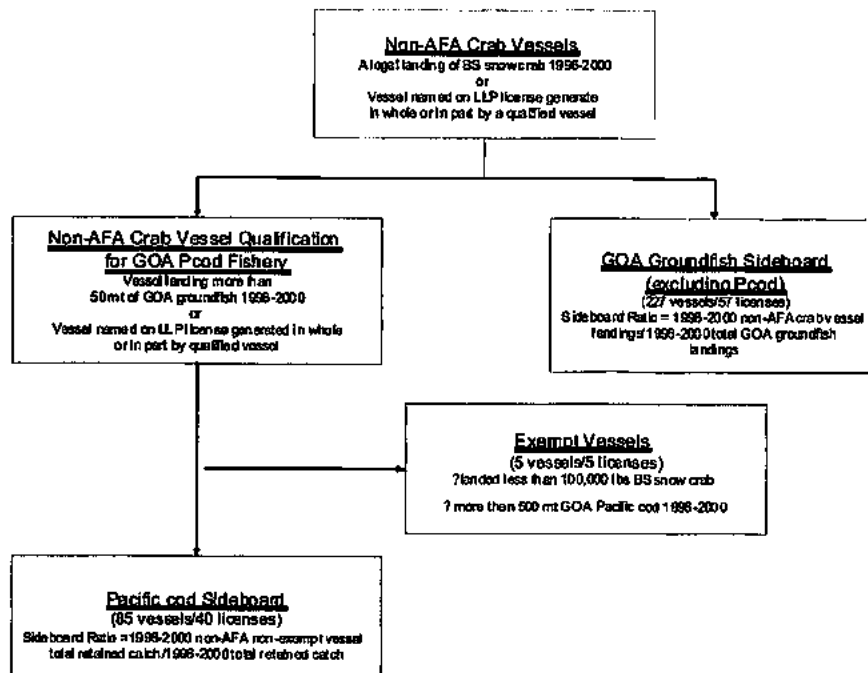 Non-AFA Crab Vessels
A legal landing of BS snow crab 1996-2000
or
Vessel named on LLP license generate
in whole or in part by a qualified vessel
Non-AFA Crab Vessel Qualification
for GOA Pcod Fishery
Vessel landing more than
50mt of GOA groundfish 1996-2000
or
Vessel named on LLP license generated in whole
or in part by qualified vessel
GOA Groundfish Sideboard
(excluding Pcod)
(227 vessels/57 licenses)
Sideboard Ratio = 1996-2000 non-AFA crab vessel
landings/1996-2000 total GOA groundfish
landings
Exempt Vessels
(5 vessels/5 licenses)
?landed less than 100,000 lbs BS snow crab
? more than 500 mt GOA Pacific cod 1996-2000
Pacific cod Sideboard
(85 vessels/40 licenses)
Sideboard Ratio =1996-2000 non-AFA non-exempt vessel
total retained catch/1996-2000 total retained catch